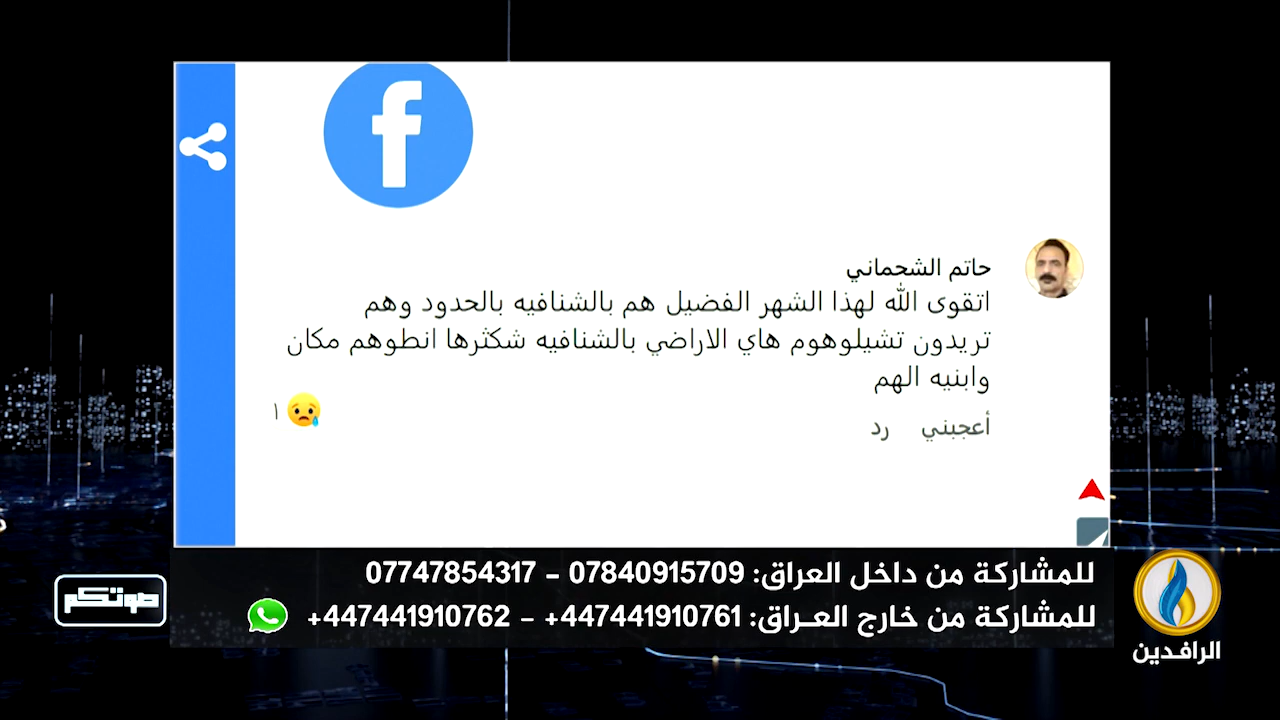 f
حاتم الشحماني
اتقوى الله لهذا الشهر الفضيل هم بالشنافيه بالحدود وهم
تريدون تشيلوهوم هاي الاراضي بالشنافيه شكثرها انطوهم مكان
وابنيه الهم
أعجبني رد
١
للمشاركة من داخل العراق: 07840915709 - 07747854317
للمشاركة من خارج العـراق: 447441910761+ - 447441910762+
صوتكم
الرافدين